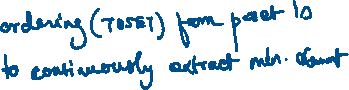 ordering (TOSET) from part 10
to continuously extract min. element